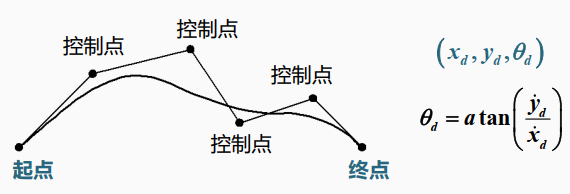 控制点
控制点
控制点
控制点
起点
终点
(x_d, y_d, θ_d)
θ_d = a tan(ẏ_d / ẋ_d)